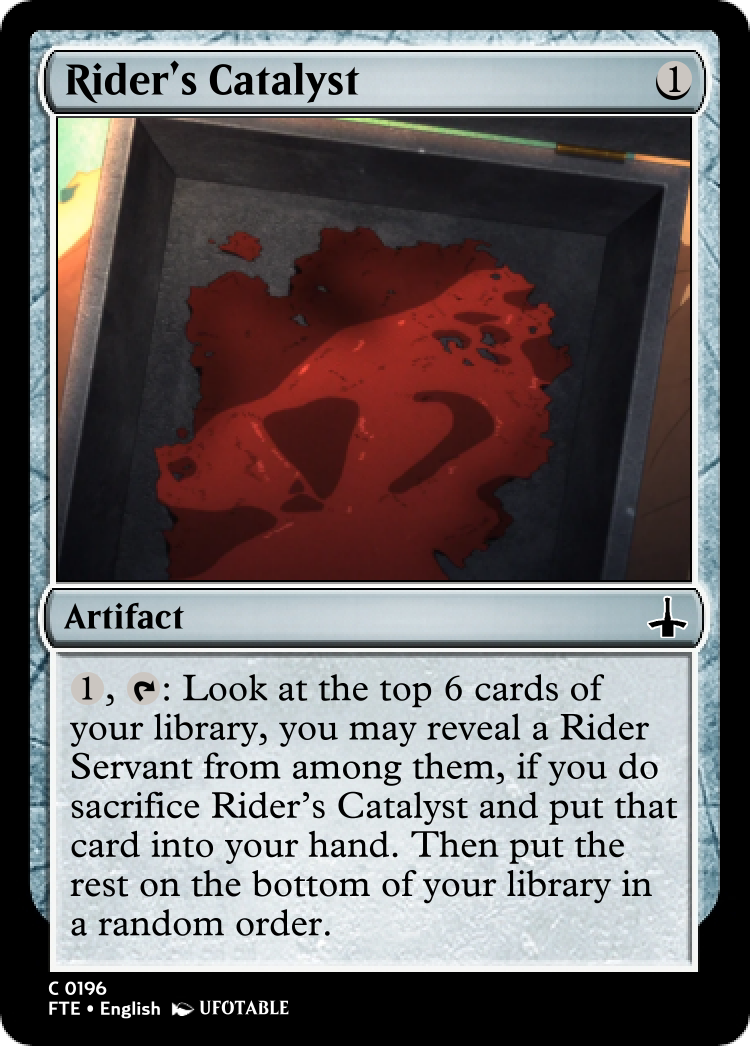 Rider's Catalyst 1
Artifact
1, : Look at the top 6 cards of
your library, you may reveal a Rider
Servant from among them, if you do
sacrifice Rider's Catalyst and put that
card into your hand. Then put the
rest on the bottom of your library in
a random order.
C 0196
FTE • English UFOTABLE